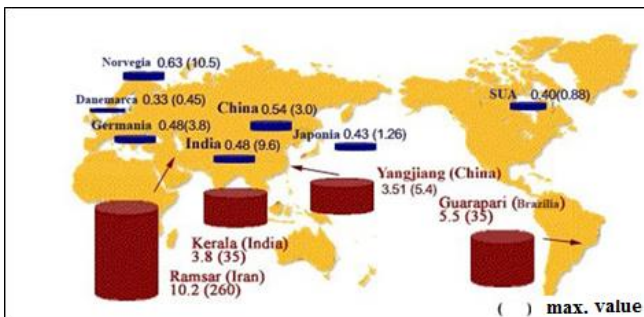 Norvegia 0.63 (10.5)
Danemarca 0.33 (0.45)
Germania 0.48(3.8)
China 0.54 (3.0)
India 0.48 (9.6)
Japonia 0.43 (1.26)
SUA 0.40(0.88)
Yangjiang (China)
3.51 (5.4)
Guarapari (Brazilia)
5.5 (35)
Kerala (India)
3.8 (35)
Ramsar (Iran)
10.2 (260)
( ) max. value